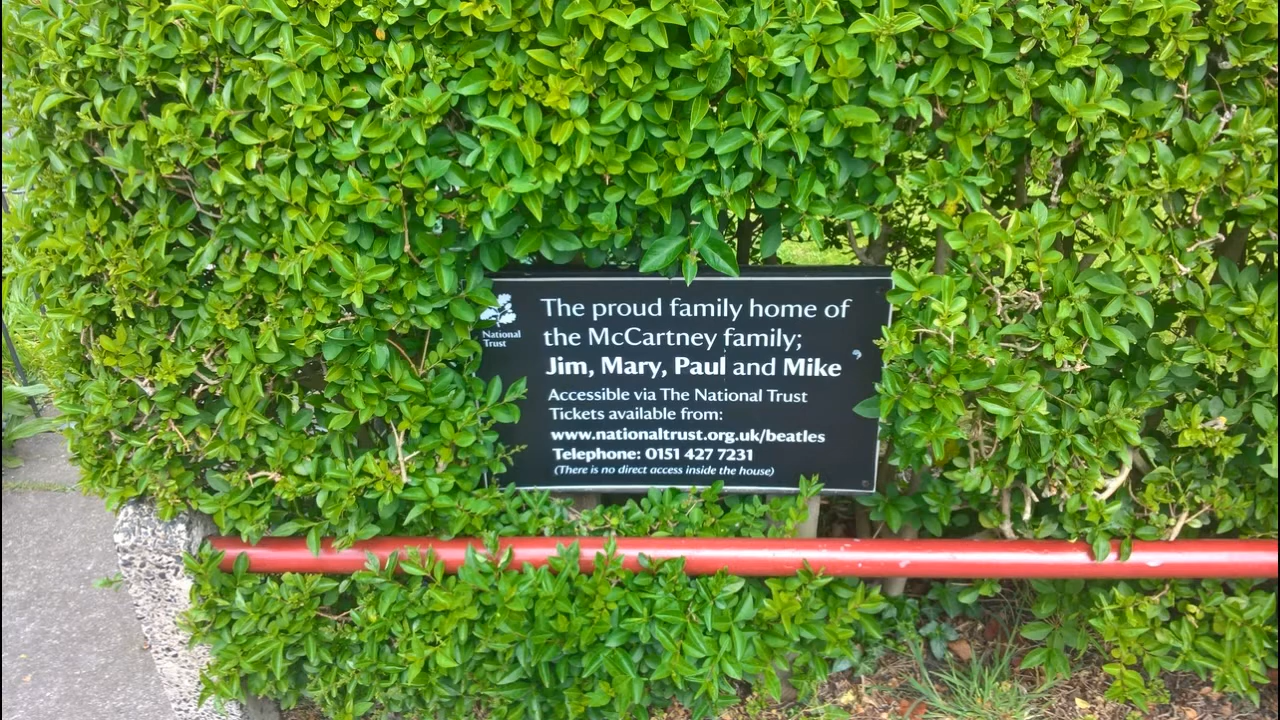 National
Trust
The proud family home of
the McCartney family;
Jim, Mary, Paul and Mike
Accessible via The National Trust
Tickets available from:
www.nationaltrust.org.uk/beatles
Telephone: 0151 427 7231
(There is no direct access inside the house)